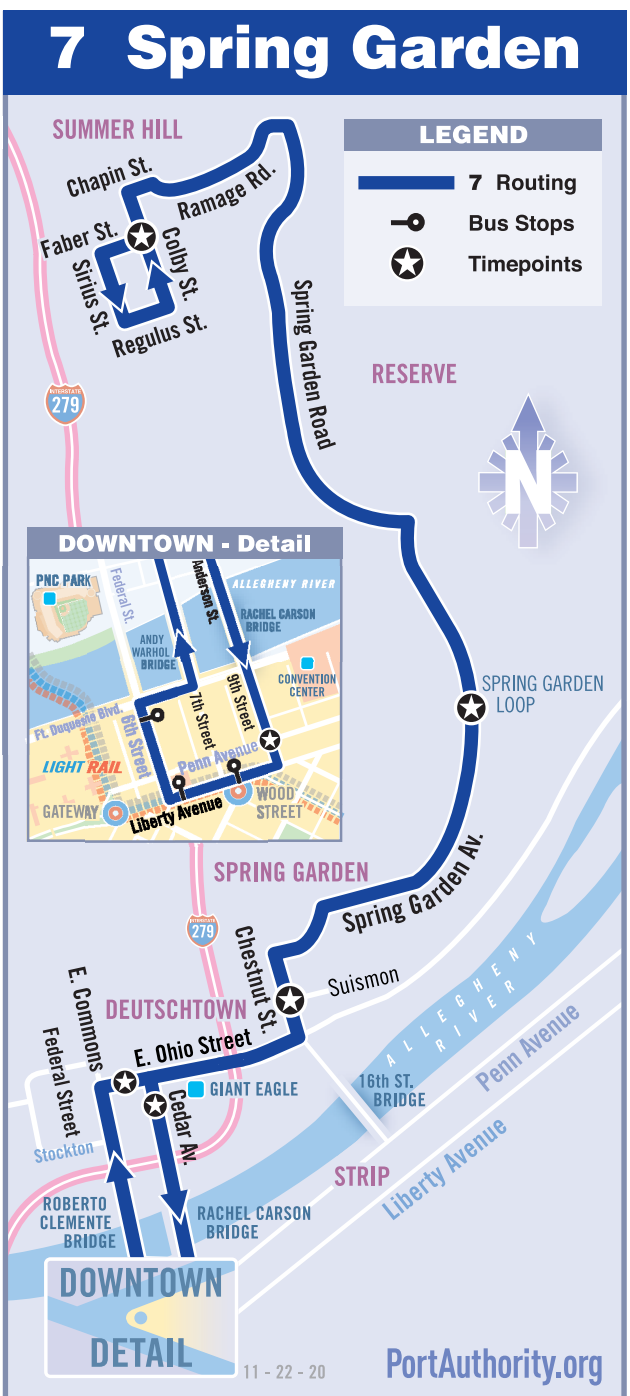 7 Spring Garden
SUMMER HILL
LEGEND
7 Routing
Bus Stops
Timepoints
Chapin St.
Ramage Rd.
Faber St.
Colby St.
Sirius St.
Regulus St.
Spring Garden Road
RESERVE
INTERSTATE
279
N
DOWNTOWN - Detail
PNC PARK
Federal St.
Anderson St.
ALLEGHENY RIVER
ANDY
WARHOL
BRIDGE
RACHEL CARSON
BRIDGE
CONVENTION
CENTER
9th Street
7th Street
6th Street
Ft. Duquesne Blvd.
Penn Avenue
LIGHT RAIL
GATEWAY
WOOD
STREET
Liberty Avenue
SPRING GARDEN
LOOP
SPRING GARDEN
Spring Garden Av.
INTERSTATE
279
Chestnut St.
Suismon
DEUTSCHTOWN
ALLEGHENY
RIVER
E. Commons
E. Ohio Street
Federal Street
Cedar Av.
GIANT EAGLE
16th ST.
BRIDGE
Penn Avenue
Liberty Avenue
Stockton
STRIP
ROBERTO
CLEMENTE
BRIDGE
RACHEL CARSON
BRIDGE
DOWNTOWN
DETAIL
11 - 22 - 20
PortAuthority.org